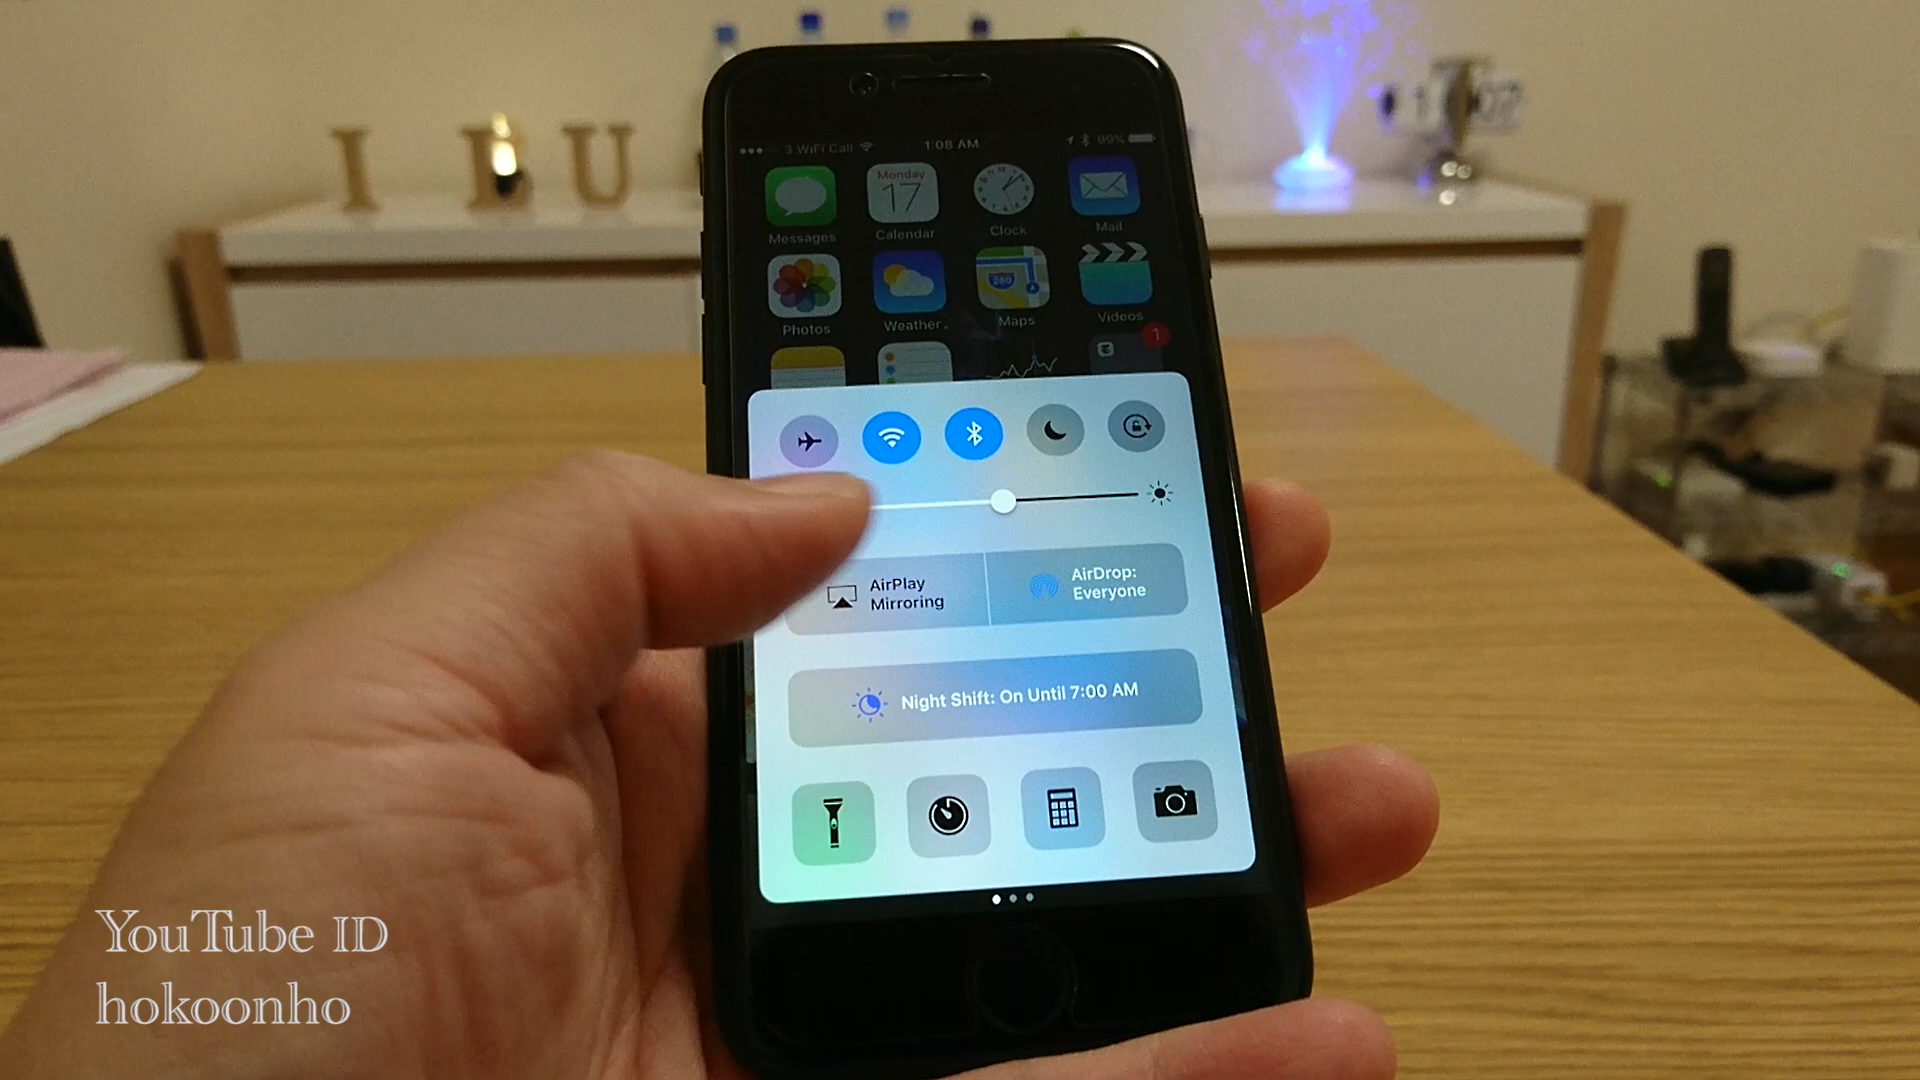 I L U
3 WiFi Call 1:08 AM 99%
Monday
17
Messages Calendar Clock Mail
280
Photos Weather Maps Videos
1
AirPlay
Mirroring
AirDrop:
Everyone
Night Shift: On Until 7:00 AM
YouTube ID
hokoonho